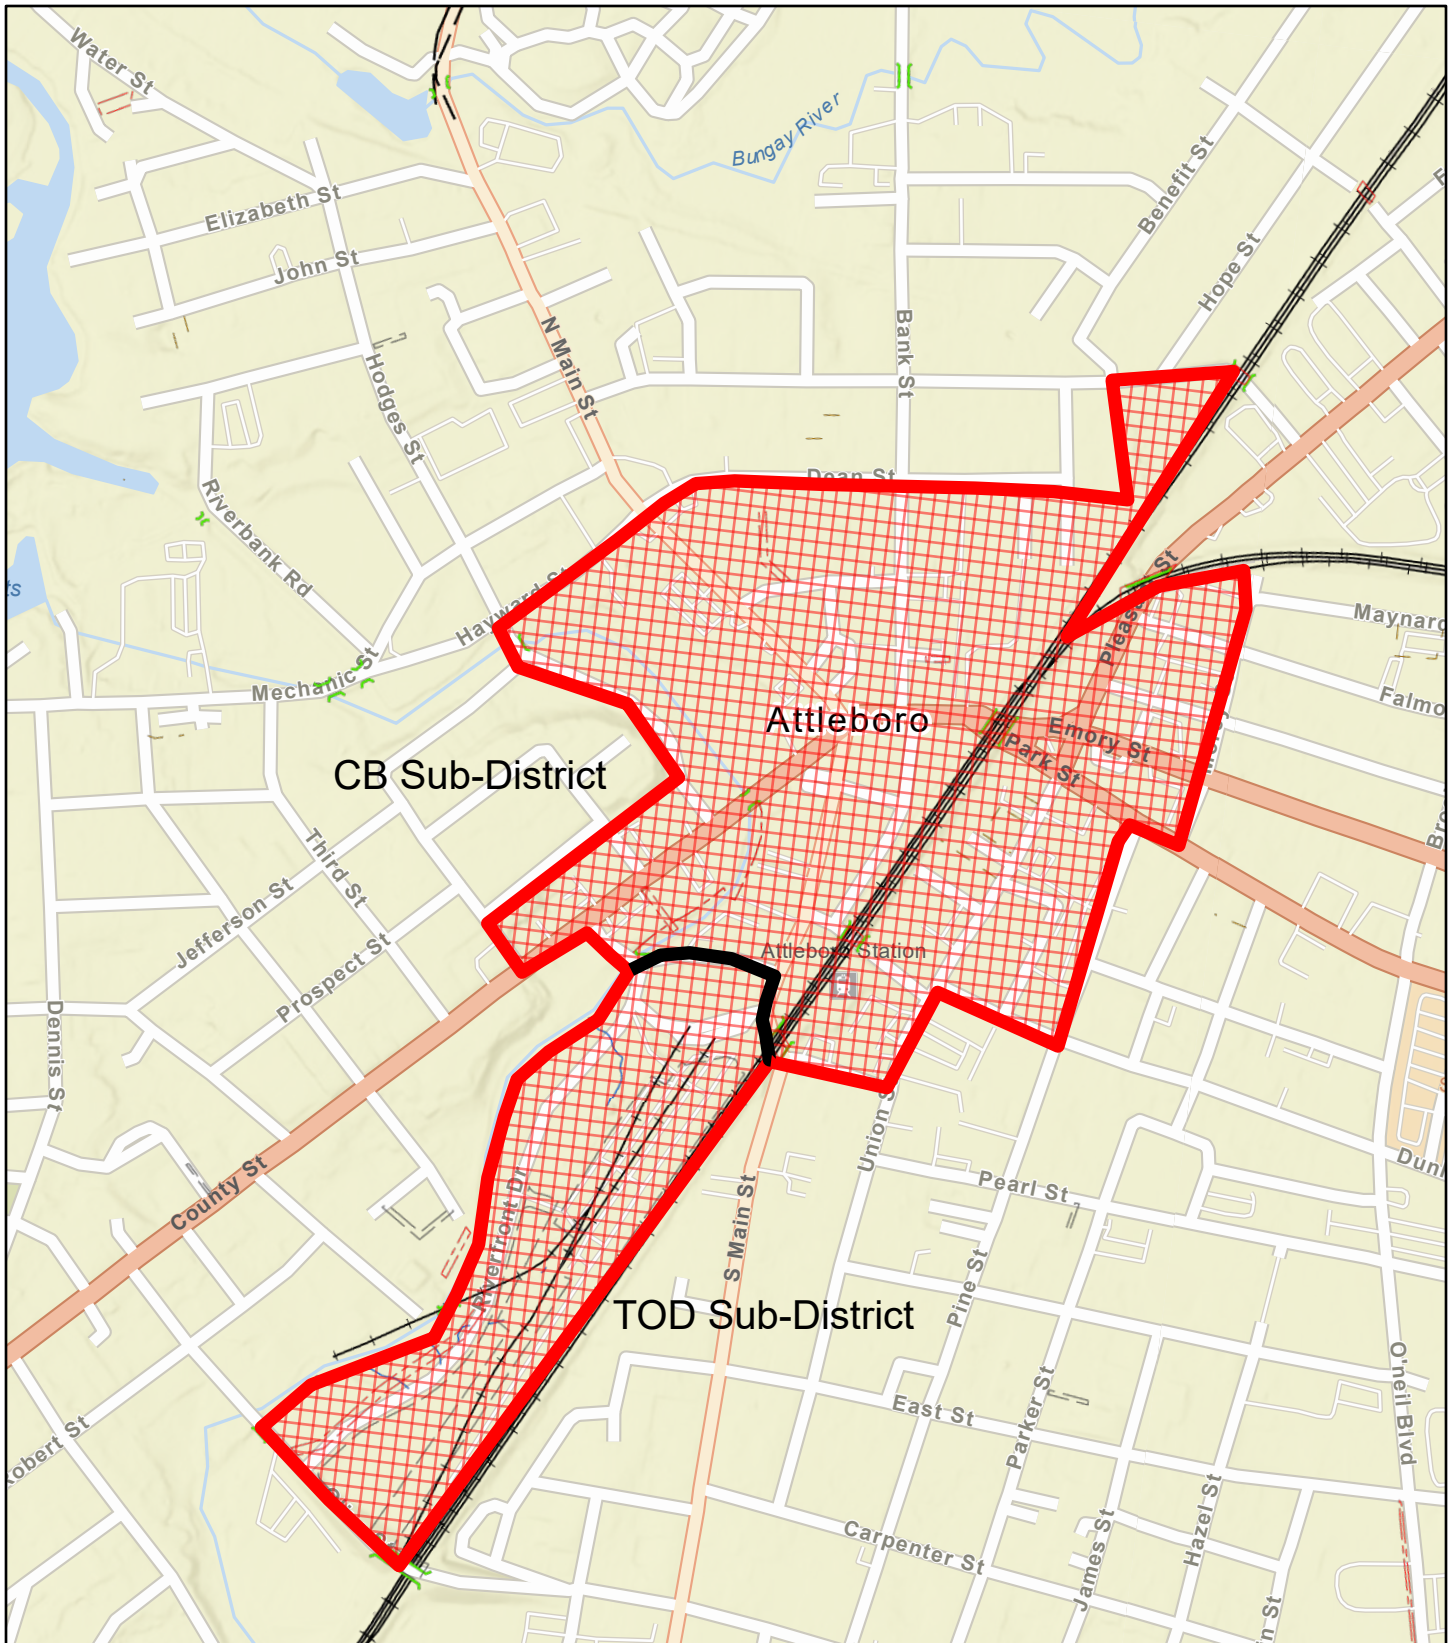 Water St
Bungay River
Benefit St
Elizabeth St
John St
Hope St
N Main St
Bank St
Hodges St
Dean St
Riverbank Rd
Hayward St
Mechanic St
Maynard
Falmo
Attleboro
Emory St
Park St
CB Sub-District
Third St
Jefferson St
Prospect St
Attleboro Station
Dennis St
Union S
Pearl St
County St
Riverfront Dr
S Main St
Pine St
TOD Sub-District
O'neil Blvd
Parker St
East St
Robert St
Hazel St
James St
Carpenter St